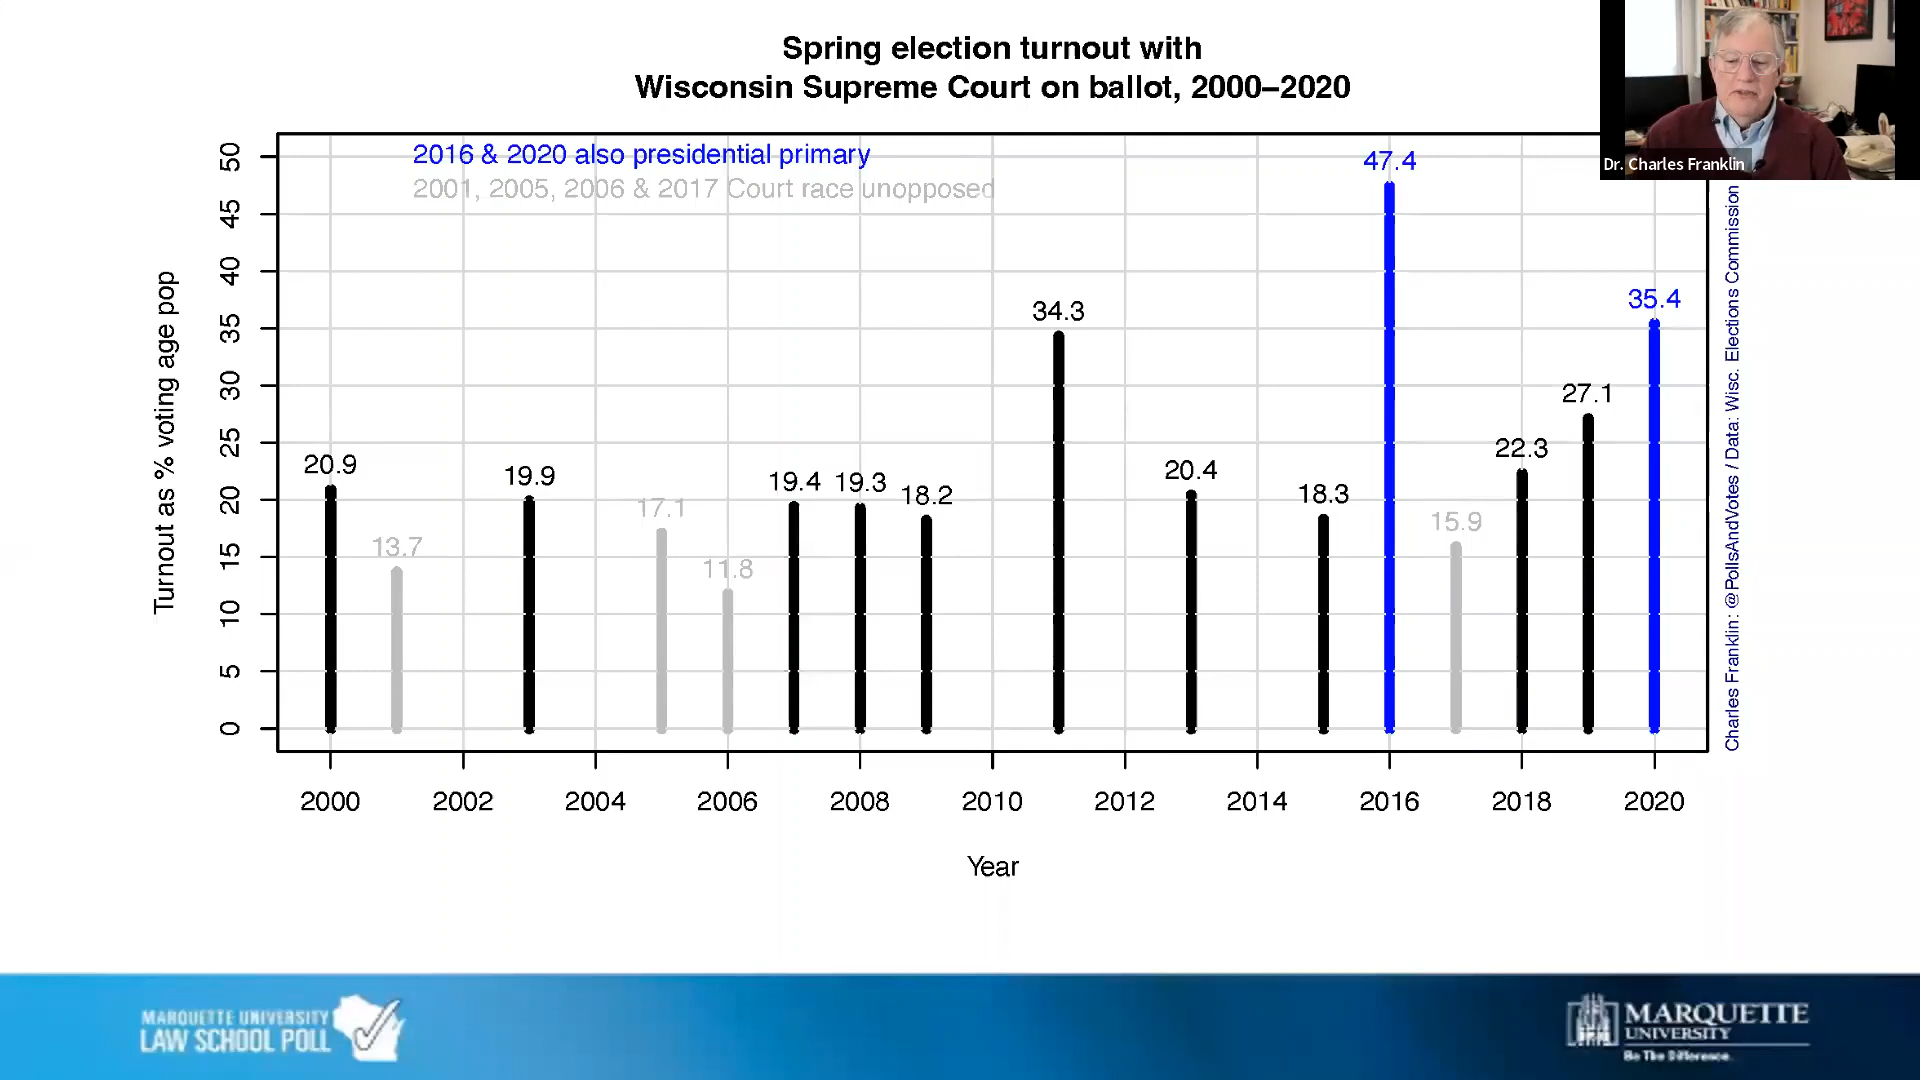 Spring election turnout with
Wisconsin Supreme Court on ballot, 2000–2020
Dr. Charles Franklin
2016 & 2020 also presidential primary
2001, 2005, 2006 & 2017 Court race unopposed
Turnout as % voting age pop
50
45
40
35
30
25
20
15
10
5
0
20.9
13.7
19.9
17.1
11.8
19.4
19.3
18.2
34.3
20.4
18.3
47.4
15.9
22.3
27.1
35.4
2000
2002
2004
2006
2008
2010
2012
2014
2016
2018
2020
Year
Charles Franklin: @PollsAndVotes / Data: Wisc. Elections Commission
MARQUETTE UNIVERSITY
LAW SCHOOL POLL
MARQUETTE
UNIVERSITY
Be The Difference.